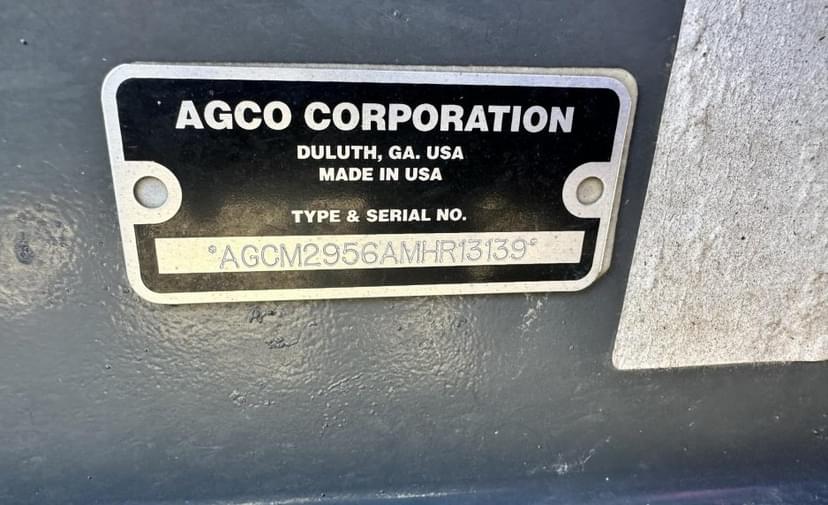 AGCO CORPORATION
DULUTH, GA. USA
MADE IN USA
TYPE & SERIAL NO.
*AGCM2956AMHR13139*